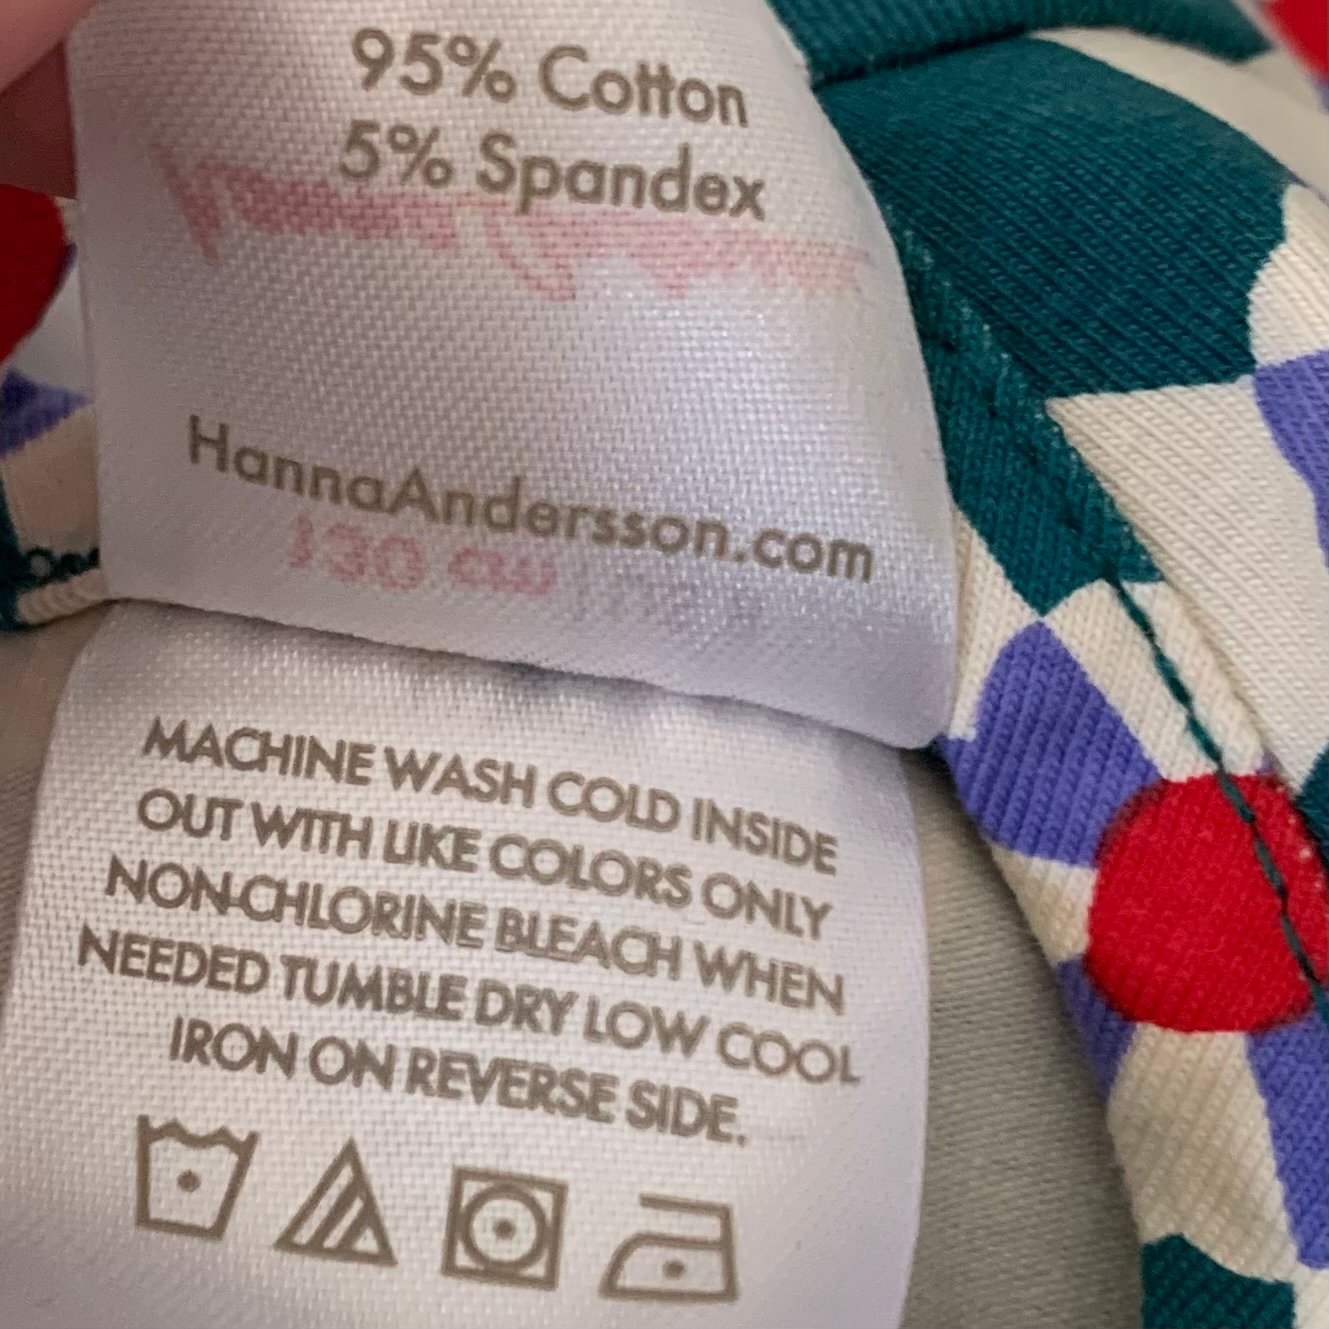 95% Cotton
5% Spandex
HannaAndersson.com
130 cm
MACHINE WASH COLD INSIDE
OUT WITH LIKE COLORS ONLY
NON-CHLORINE BLEACH WHEN
NEEDED TUMBLE DRY LOW COOL
IRON ON REVERSE SIDE.